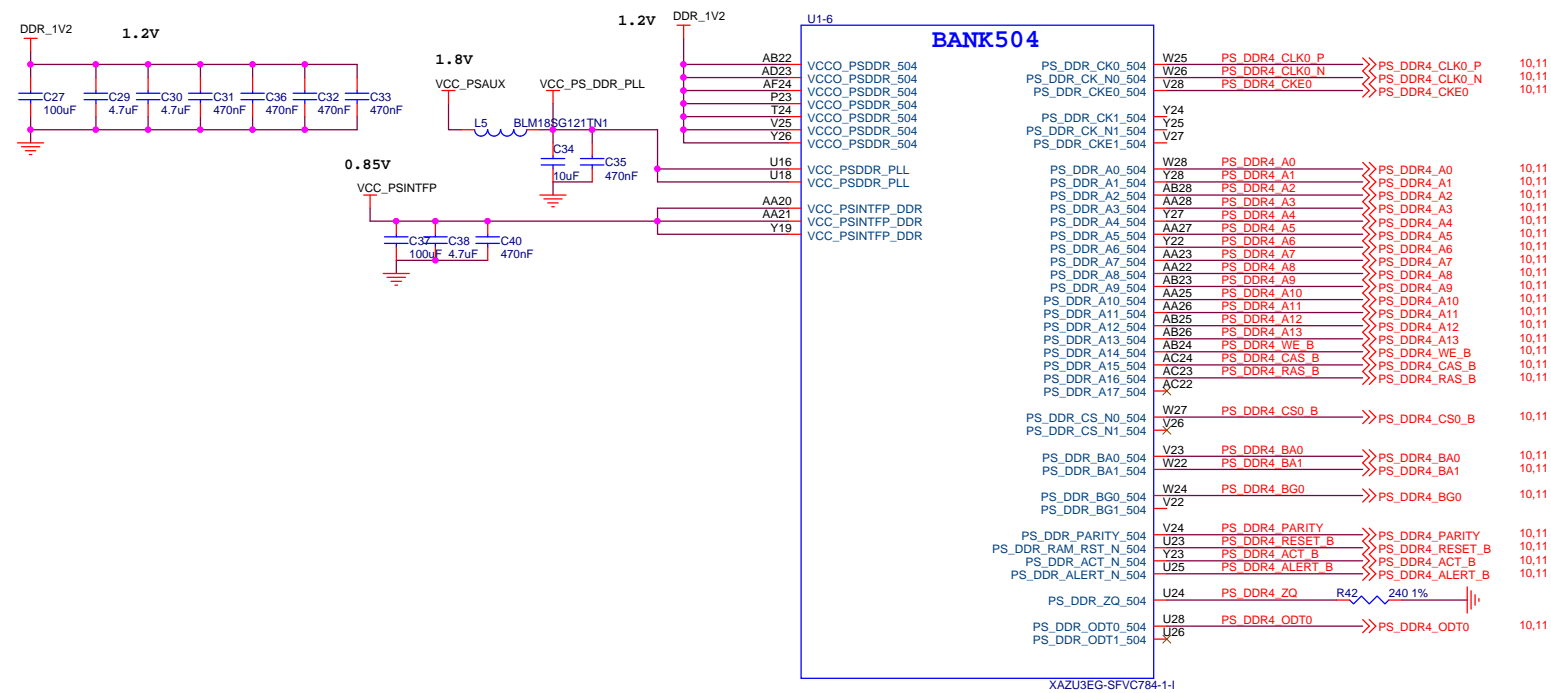 DDR_1V2
1.2V
C27
100uF
C29
4.7uF
C30
4.7uF
C31
470nF
C36
470nF
C32
470nF
C33
470nF
1.8V
VCC_PSAUX
VCC_PS_DDR_PLL
L5
BLM18SG121TN1
C34
10uF
C35
470nF
0.85V
VCC_PSINTFP
C37
100uF
C38
4.7uF
C40
470nF
1.2V
DDR_1V2
U1-6
BANK504
AB22 VCCO_PSDDR_504
AD23 VCCO_PSDDR_504
AF24 VCCO_PSDDR_504
P23 VCCO_PSDDR_504
T24 VCCO_PSDDR_504
V25 VCCO_PSDDR_504
Y26 VCCO_PSDDR_504
U16 VCC_PSDDR_PLL
U18 VCC_PSDDR_PLL
AA20 VCC_PSINTFP_DDR
AA21 VCC_PSINTFP_DDR
Y19 VCC_PSINTFP_DDR
PS_DDR_CK0_504 W25 PS_DDR4_CLK0_P PS_DDR4_CLK0_P 10,11
PS_DDR_CK_N0_504 W26 PS_DDR4_CLK0_N PS_DDR4_CLK0_N 10,11
PS_DDR_CKE0_504 V28 PS_DDR4_CKE0 PS_DDR4_CKE0 10,11
PS_DDR_CK1_504 Y24
PS_DDR_CK_N1_504 Y25
PS_DDR_CKE1_504 V27
PS_DDR_A0_504 W28 PS_DDR4_A0 PS_DDR4_A0 10,11
PS_DDR_A1_504 Y28 PS_DDR4_A1 PS_DDR4_A1 10,11
PS_DDR_A2_504 AB28 PS_DDR4_A2 PS_DDR4_A2 10,11
PS_DDR_A3_504 AA28 PS_DDR4_A3 PS_DDR4_A3 10,11
PS_DDR_A4_504 Y27 PS_DDR4_A4 PS_DDR4_A4 10,11
PS_DDR_A5_504 AA27 PS_DDR4_A5 PS_DDR4_A5 10,11
PS_DDR_A6_504 Y22 PS_DDR4_A6 PS_DDR4_A6 10,11
PS_DDR_A7_504 AA23 PS_DDR4_A7 PS_DDR4_A7 10,11
PS_DDR_A8_504 AA22 PS_DDR4_A8 PS_DDR4_A8 10,11
PS_DDR_A9_504 AB23 PS_DDR4_A9 PS_DDR4_A9 10,11
PS_DDR_A10_504 AA25 PS_DDR4_A10 PS_DDR4_A10 10,11
PS_DDR_A11_504 AA26 PS_DDR4_A11 PS_DDR4_A11 10,11
PS_DDR_A12_504 AB25 PS_DDR4_A12 PS_DDR4_A12 10,11
PS_DDR_A13_504 AB26 PS_DDR4_A13 PS_DDR4_A13 10,11
PS_DDR_A14_504 AB24 PS_DDR4_WE_B PS_DDR4_WE_B 10,11
PS_DDR_A15_504 AC24 PS_DDR4_CAS_B PS_DDR4_CAS_B 10,11
PS_DDR_A16_504 AC23 PS_DDR4_RAS_B PS_DDR4_RAS_B 10,11
PS_DDR_A17_504 AC22
PS_DDR_CS_N0_504 W27 PS_DDR4_CS0_B PS_DDR4_CS0_B 10,11
PS_DDR_CS_N1_504 V26
PS_DDR_BA0_504 V23 PS_DDR4_BA0 PS_DDR4_BA0 10,11
PS_DDR_BA1_504 W22 PS_DDR4_BA1 PS_DDR4_BA1 10,11
PS_DDR_BG0_504 W24 PS_DDR4_BG0 PS_DDR4_BG0 10,11
PS_DDR_BG1_504 V22
PS_DDR_PARITY_504 V24 PS_DDR4_PARITY PS_DDR4_PARITY 10,11
PS_DDR_RAM_RST_N_504 U23 PS_DDR4_RESET_B PS_DDR4_RESET_B 10,11
PS_DDR_ACT_N_504 Y23 PS_DDR4_ACT_B PS_DDR4_ACT_B 10,11
PS_DDR_ALERT_N_504 U25 PS_DDR4_ALERT_B PS_DDR4_ALERT_B 10,11
PS_DDR_ZQ_504 U24 PS_DDR4_ZQ R42 240 1%
PS_DDR_ODT0_504 U28 PS_DDR4_ODT0 PS_DDR4_ODT0 10,11
PS_DDR_ODT1_504 U26
XAZU3EG-SFVC784-1-I